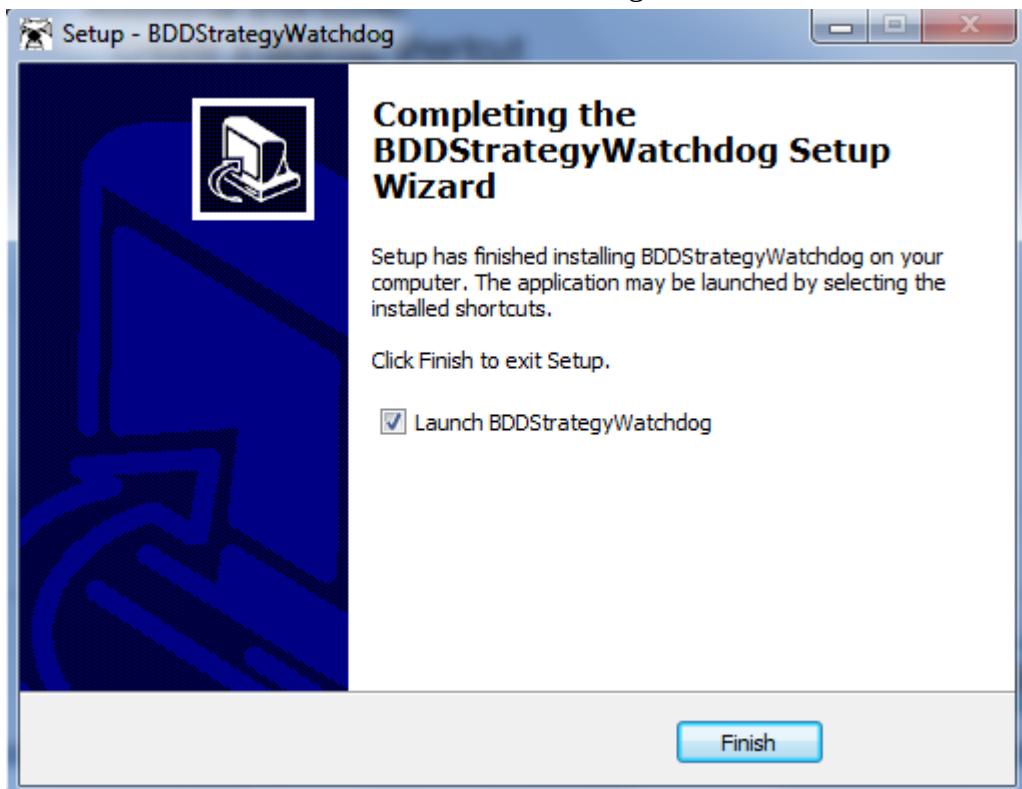 Setup - BDDStrategyWatchdog
Completing the
BDDStrategyWatchdog Setup
Wizard
Setup has finished installing BDDStrategyWatchdog on your
computer. The application may be launched by selecting the
installed shortcuts.
Click Finish to exit Setup.
Launch BDDStrategyWatchdog
Finish